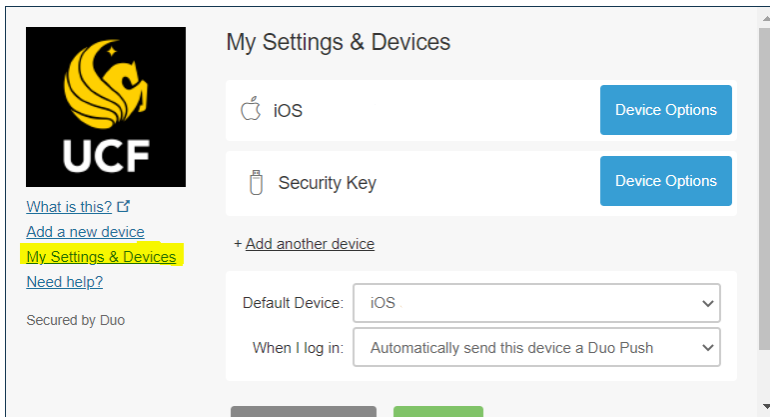 UCF
What is this?
Add a new device
My Settings & Devices
Need help?
Secured by Duo
My Settings & Devices
iOS
Device Options
Security Key
Device Options
+ Add another device
Default Device: iOS
When I log in: Automatically send this device a Duo Push